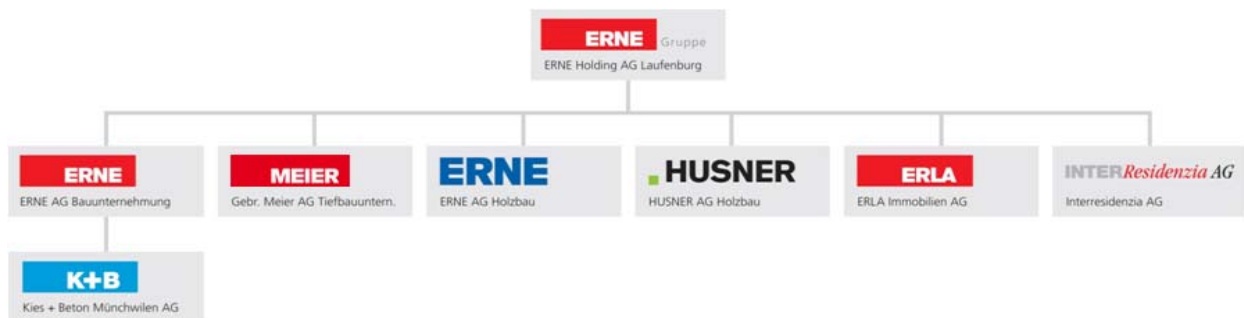 ERNE Gruppe
ERNE Holding AG Laufenburg
ERNE
ERNE AG Bauunternehmung
MEIER
Gebr. Meier AG Tiefbauuntern.
ERNE
ERNE AG Holzbau
HUSNER
HUSNER AG Holzbau
ERLA
ERLA Immobilien AG
INTERResidenzia AG
Interresidenzia AG
K+B
Kies + Beton Münchwilen AG